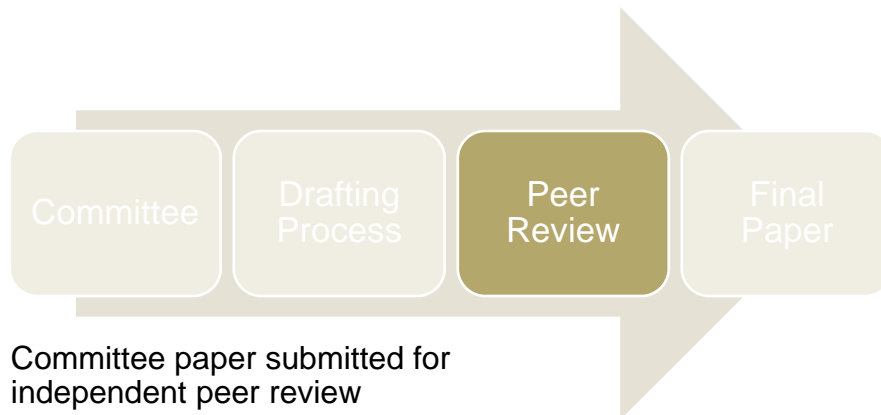 Committee
Drafting
Process
Peer
Review
Final
Paper
Committee paper submitted for
independent peer review